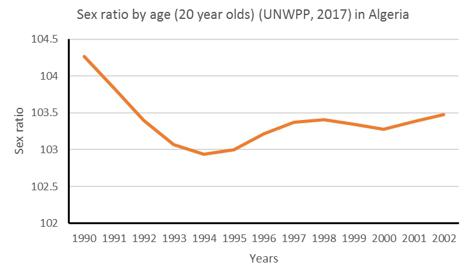 Sex ratio by age (20 year olds) (UNWPP, 2017) in Algeria
104.5
104
103.5
103
102.5
102
Sex ratio
1990 1991 1992 1993 1994 1995 1996 1997 1998 1999 2000 2001 2002
Years